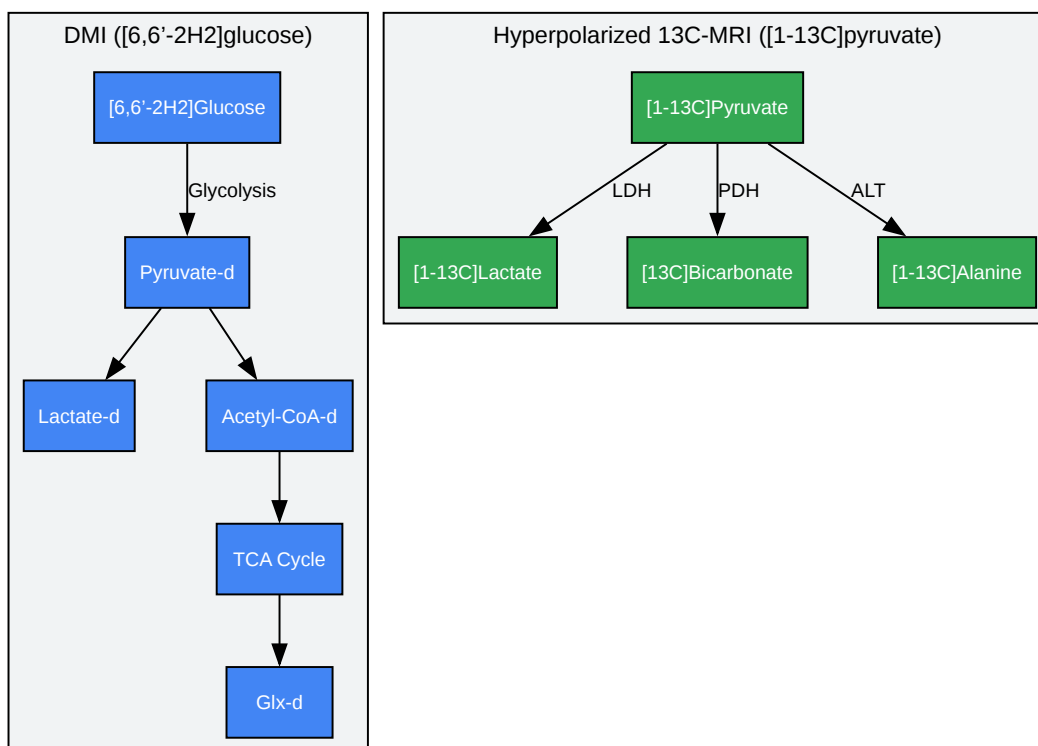 DMI ([6,6’-2H2]glucose)
[6,6’-2H2]Glucose
Glycolysis
Pyruvate-d
Lactate-d
Acetyl-CoA-d
TCA Cycle
Glx-d
Hyperpolarized 13C-MRI ([1-13C]pyruvate)
[1-13C]Pyruvate
LDH
PDH
ALT
[1-13C]Lactate
[13C]Bicarbonate
[1-13C]Alanine